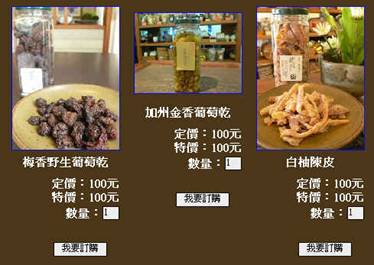 梅香野生葡萄乾
定價：100元
特價：100元
數量：1
我要訂購
加州金香葡萄乾
定價：100元
特價：100元
數量：1
我要訂購
白柚陳皮
定價：100元
特價：100元
數量：1
我要訂購